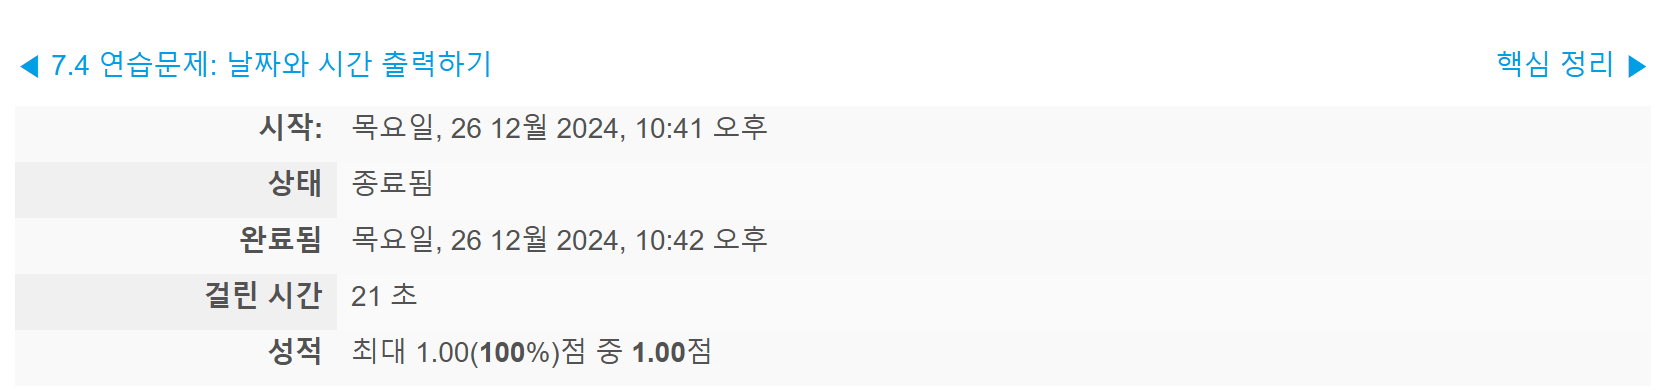 ◀ 7.4 연습문제: 날짜와 시간 출력하기 핵심 정리 ▶
시작: 목요일, 26 12월 2024, 10:41 오후
상태 종료됨
완료됨 목요일, 26 12월 2024, 10:42 오후
걸린 시간 21 초
성적 최대 1.00(100%)점 중 1.00점